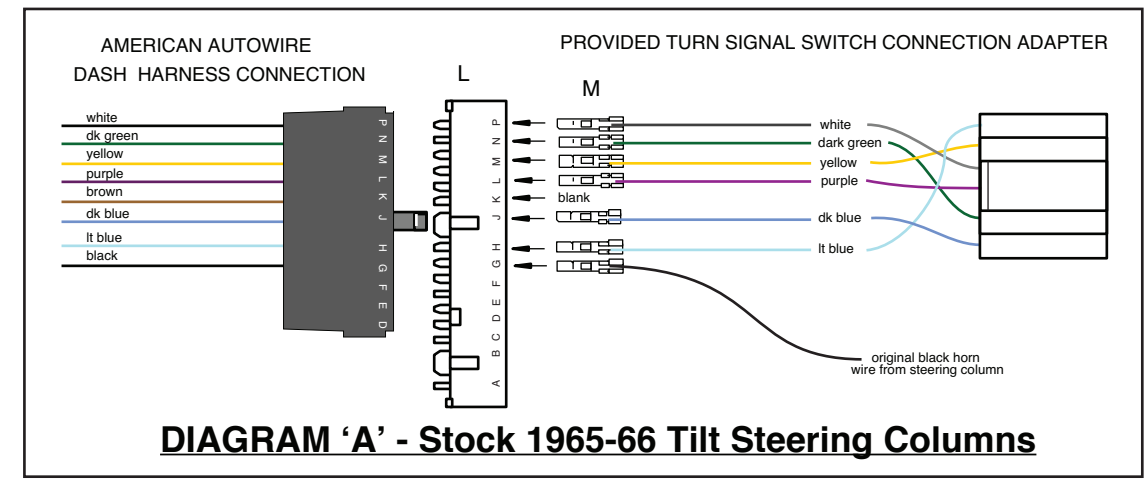 AMERICAN AUTOWIRE
DASH HARNESS CONNECTION
PROVIDED TURN SIGNAL SWITCH CONNECTION ADAPTER
L
M
white
dk green
yellow
purple
brown
dk blue
lt blue
black
P
N
M
L
K
J
H
G
F
E
D
P
N
M
L
K
J
H
G
F
E
D
C
B
A
blank
white
dark green
yellow
purple
dk blue
lt blue
original black horn
wire from steering column
DIAGRAM ‘A’ - Stock 1965-66 Tilt Steering Columns